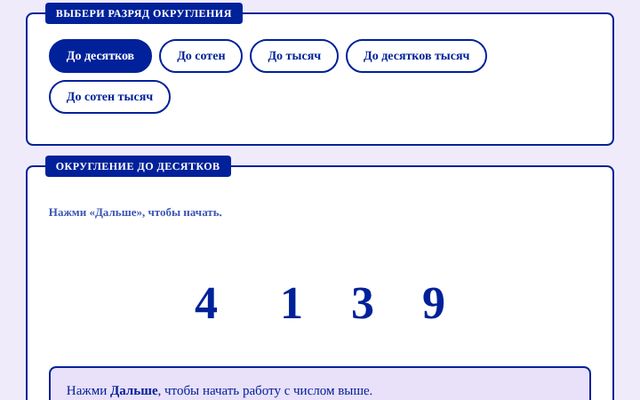 ВЫБЕРИ РАЗРЯД ОКРУГЛЕНИЯ
До десятков До сотен До тысяч До десятков тысяч
До сотен тысяч
ОКРУГЛЕНИЕ ДО ДЕСЯТКОВ
Нажми «Дальше», чтобы начать.
4 1 3 9
Нажми Дальше, чтобы начать работу с числом выше.